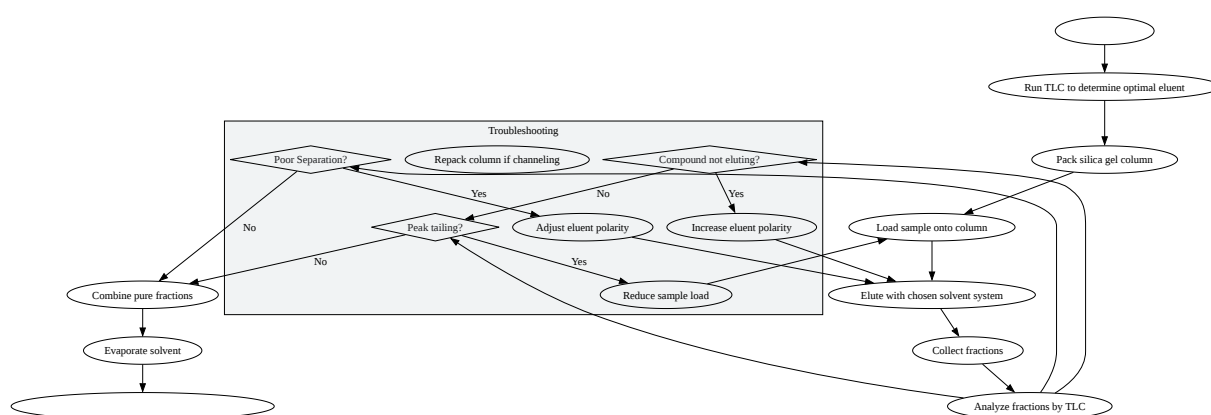 Run TLC to determine optimal eluent
Troubleshooting
Poor Separation?
Repack column if channeling
Compound not eluting?
Pack silica gel column
Yes
No
Yes
No
Peak tailing?
Adjust eluent polarity
Increase eluent polarity
Load sample onto column
No
Yes
Combine pure fractions
Reduce sample load
Elute with chosen solvent system
Evaporate solvent
Collect fractions
Analyze fractions by TLC